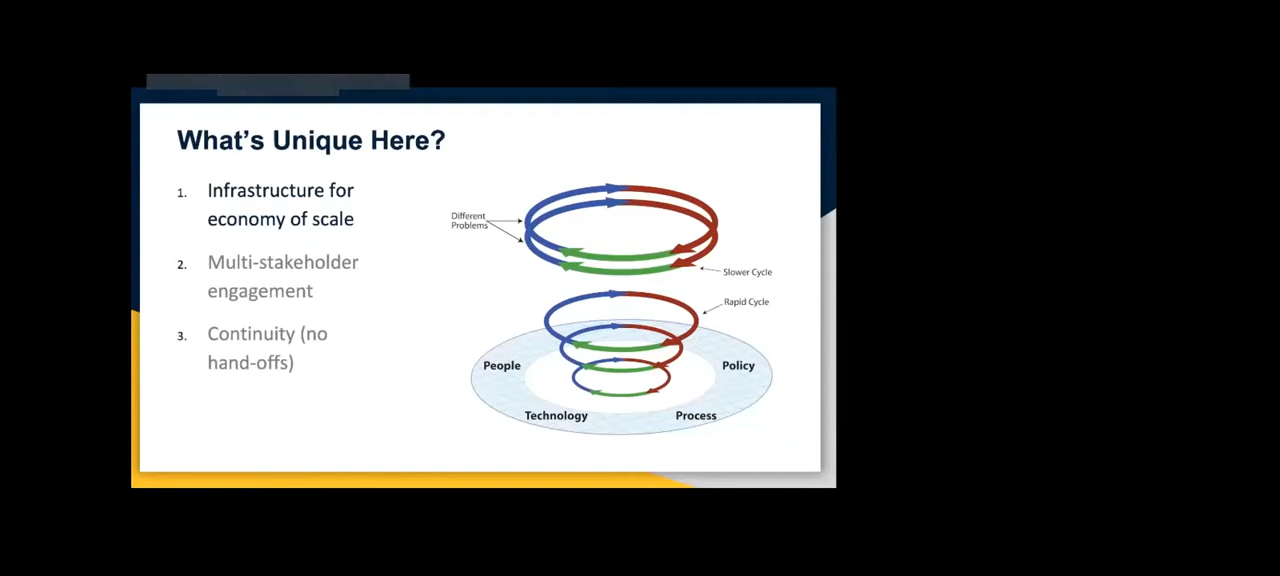 What's Unique Here?
1. Infrastructure for
economy of scale
2. Multi-stakeholder
engagement
3. Continuity (no
hand-offs)
Different
Problems
Slower Cycle
Rapid Cycle
People
Policy
Technology
Process